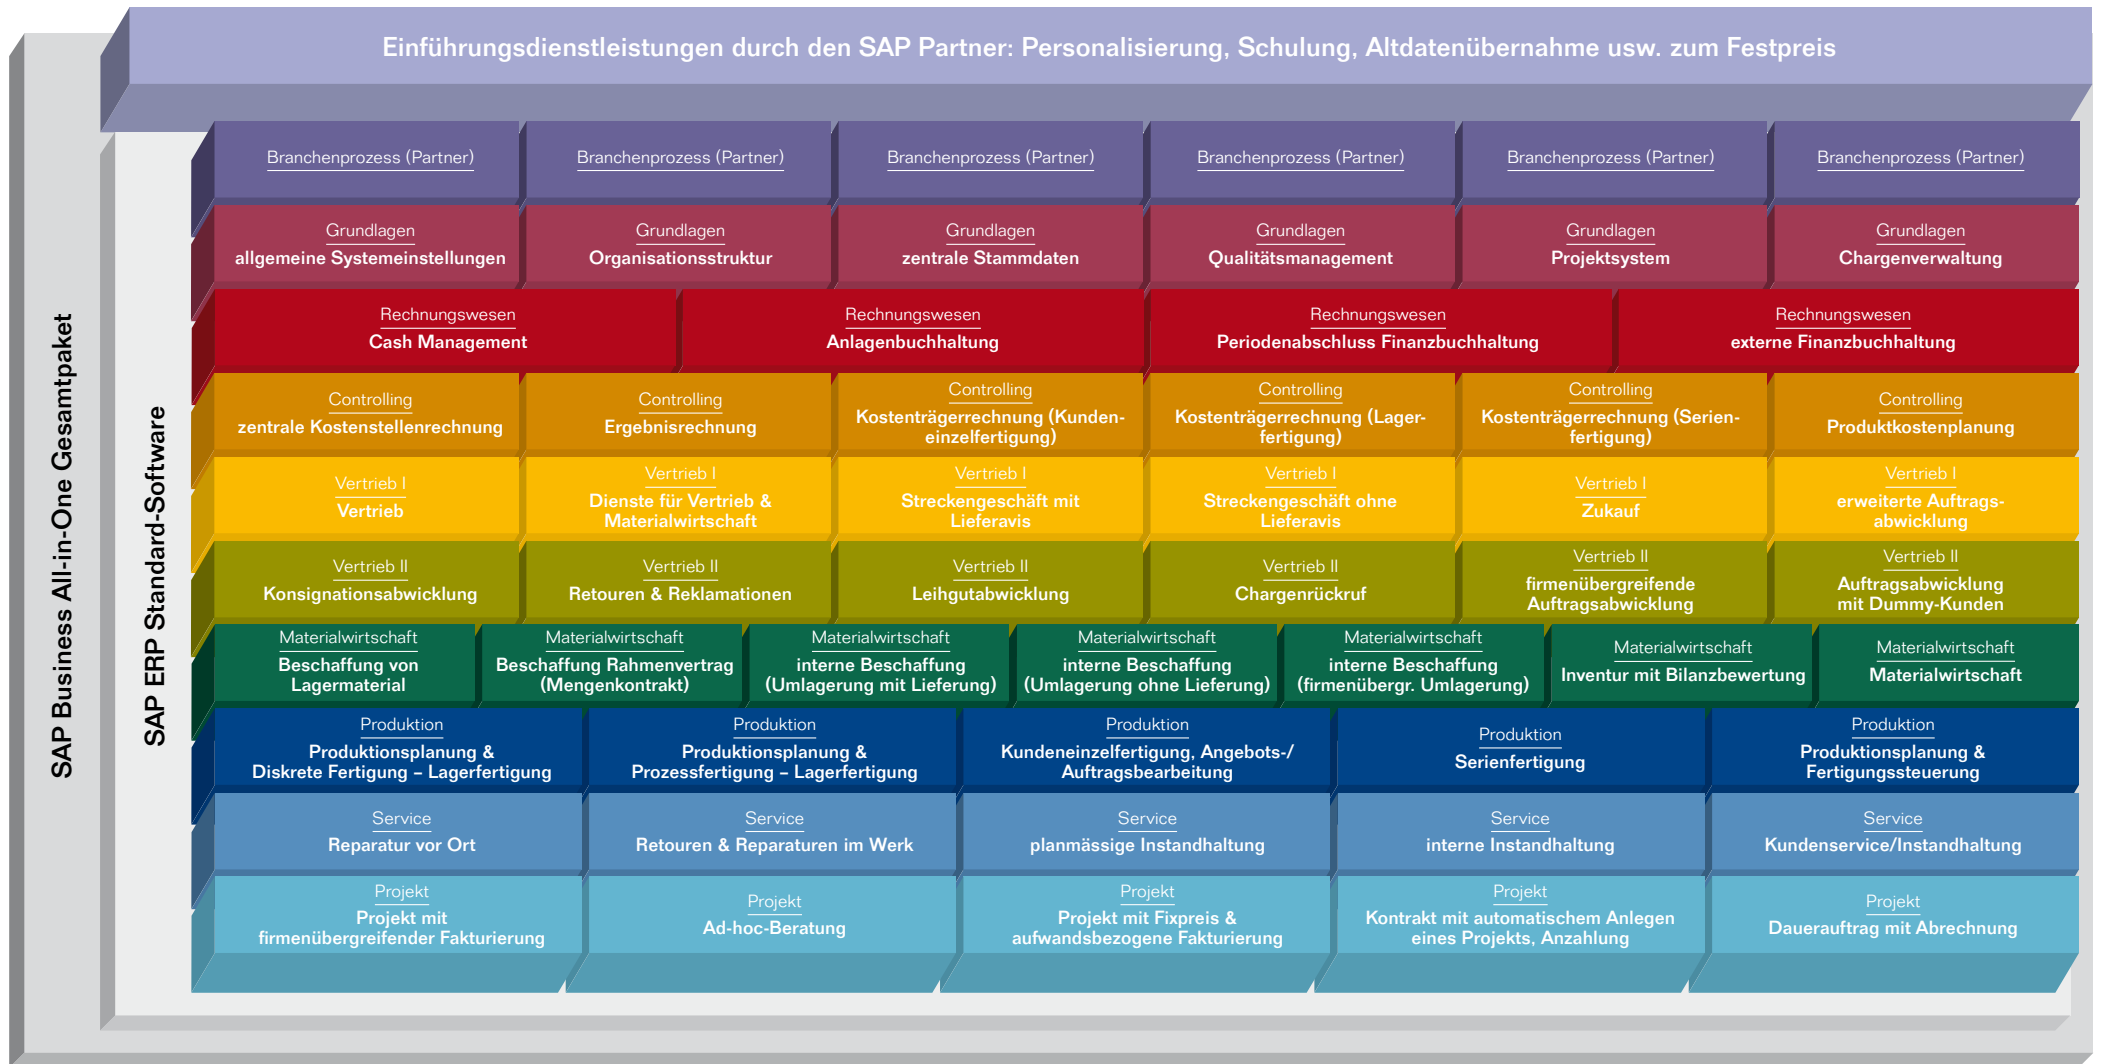 Einführungsdienstleistungen durch den SAP Partner: Personalisierung, Schulung, Altdatenübernahme usw. zum Festpreis
SAP Business All-in-One Gesamtpaket
SAP ERP Standard-Software
Branchenprozess (Partner)
Branchenprozess (Partner)
Branchenprozess (Partner)
Branchenprozess (Partner)
Branchenprozess (Partner)
Branchenprozess (Partner)
Grundlagen
allgemeine Systemeinstellungen
Grundlagen
Organisationsstruktur
Grundlagen
zentrale Stammdaten
Grundlagen
Qualitätsmanagement
Grundlagen
Projektsystem
Grundlagen
Chargenverwaltung
Rechnungswesen
Cash Management
Rechnungswesen
Anlagenbuchhaltung
Rechnungswesen
Periodenabschluss Finanzbuchhaltung
Rechnungswesen
externe Finanzbuchhaltung
Controlling
zentrale Kostenstellenrechnung
Controlling
Ergebnisrechnung
Controlling
Kostenträgerrechnung (Kunden-
einzelfertigung)
Controlling
Kostenträgerrechnung (Lager-
fertigung)
Controlling
Kostenträgerrechnung (Serien-
fertigung)
Controlling
Produktkostenplanung
Vertrieb I
Vertrieb
Vertrieb I
Dienste für Vertrieb &
Materialwirtschaft
Vertrieb I
Streckengeschäft mit
Lieferavis
Vertrieb I
Streckengeschäft ohne
Lieferavis
Vertrieb I
Zukauf
Vertrieb I
erweiterte Auftrags-
abwicklung
Vertrieb II
Konsignationsabwicklung
Vertrieb II
Retouren & Reklamationen
Vertrieb II
Leihgutabwicklung
Vertrieb II
Chargenrückruf
Vertrieb II
firmenübergreifende
Auftragsabwicklung
Vertrieb II
Auftragsabwicklung
mit Dummy-Kunden
Materialwirtschaft
Beschaffung von
Lagermaterial
Materialwirtschaft
Beschaffung Rahmenvertrag
(Mengenkontrakt)
Materialwirtschaft
interne Beschaffung
(Umlagerung mit Lieferung)
Materialwirtschaft
interne Beschaffung
(Umlagerung ohne Lieferung)
Materialwirtschaft
interne Beschaffung
(firmenübergr. Umlagerung)
Materialwirtschaft
Inventur mit Bilanzbewertung
Materialwirtschaft
Materialwirtschaft
Produktion
Produktionsplanung &
Diskrete Fertigung – Lagerfertigung
Produktion
Produktionsplanung &
Prozessfertigung – Lagerfertigung
Produktion
Kundeneinzelfertigung, Angebots-/
Auftragsbearbeitung
Produktion
Serienfertigung
Produktion
Produktionsplanung &
Fertigungssteuerung
Service
Reparatur vor Ort
Service
Retouren & Reparaturen im Werk
Service
planmässige Instandhaltung
Service
interne Instandhaltung
Service
Kundenservice/Instandhaltung
Projekt
Projekt mit
firmenübergreifender Fakturierung
Projekt
Ad-hoc-Beratung
Projekt
Projekt mit Fixpreis &
aufwandsbezogene Fakturierung
Projekt
Kontrakt mit automatischem Anlegen
eines Projekts, Anzahlung
Projekt
Dauerauftrag mit Abrechnung